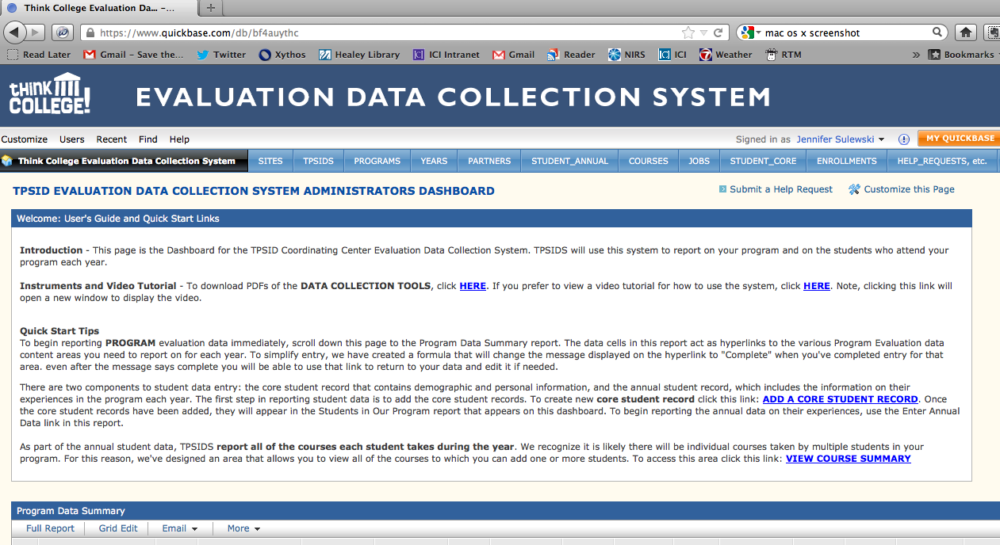 Think College Evaluation Da... –...
https://www.quickbase.com/db/bf4auythc
mac os x screenshot
Read Later Gmail – Save the... Twitter Xythos Healey Library ICI Intranet Gmail Reader NIRS ICI Weather RTM » Bookmarks
think COLLEGE!
EVALUATION DATA COLLECTION SYSTEM
Customize Users Recent Find Help Signed in as Jennifer Sulewski MY QUICKBASE
Think College Evaluation Data Collection System SITES TPSIDS PROGRAMS YEARS PARTNERS STUDENT_ANNUAL COURSES JOBS STUDENT_CORE ENROLLMENTS HELP_REQUESTS, etc.
TPSID EVALUATION DATA COLLECTION SYSTEM ADMINISTRATORS DASHBOARD Submit a Help Request Customize this Page
Welcome: User's Guide and Quick Start Links
Introduction - This page is the Dashboard for the TPSID Coordinating Center Evaluation Data Collection System. TPSIDS will use this system to report on your program and on the students who attend your
program each year.
Instruments and Video Tutorial - To download PDFs of the DATA COLLECTION TOOLS, click HERE. If you prefer to view a video tutorial for how to use the system, click HERE. Note, clicking this link will
open a new window to display the video.
Quick Start Tips
To begin reporting PROGRAM evaluation data immediately, scroll down this page to the Program Data Summary report. The data cells in this report act as hyperlinks to the various Program Evaluation data
content areas you need to report on for each year. To simplify entry, we have created a formula that will change the message displayed on the hyperlink to "Complete" when you've completed entry for that
area. even after the message says complete you will be able to use that link to return to your data and edit it if needed.
There are two components to student data entry: the core student record that contains demographic and personal information, and the annual student record, which includes the information on their
experiences in the program each year. The first step in reporting student data is to add the core student records. To create new core student record click this link: ADD A CORE STUDENT RECORD. Once
the core student records have been added, they will appear in the Students in Our Program report that appears on this dashboard. To begin reporting the annual data on their experiences, use the Enter Annual
Data link in this report.
As part of the annual student data, TPSIDS report all of the courses each student takes during the year. We recognize it is likely there will be individual courses taken by multiple students in your
program. For this reason, we've designed an area that allows you to view all of the courses to which you can add one or more students. To access this area click this link: VIEW COURSE SUMMARY
Program Data Summary
Full Report Grid Edit Email More